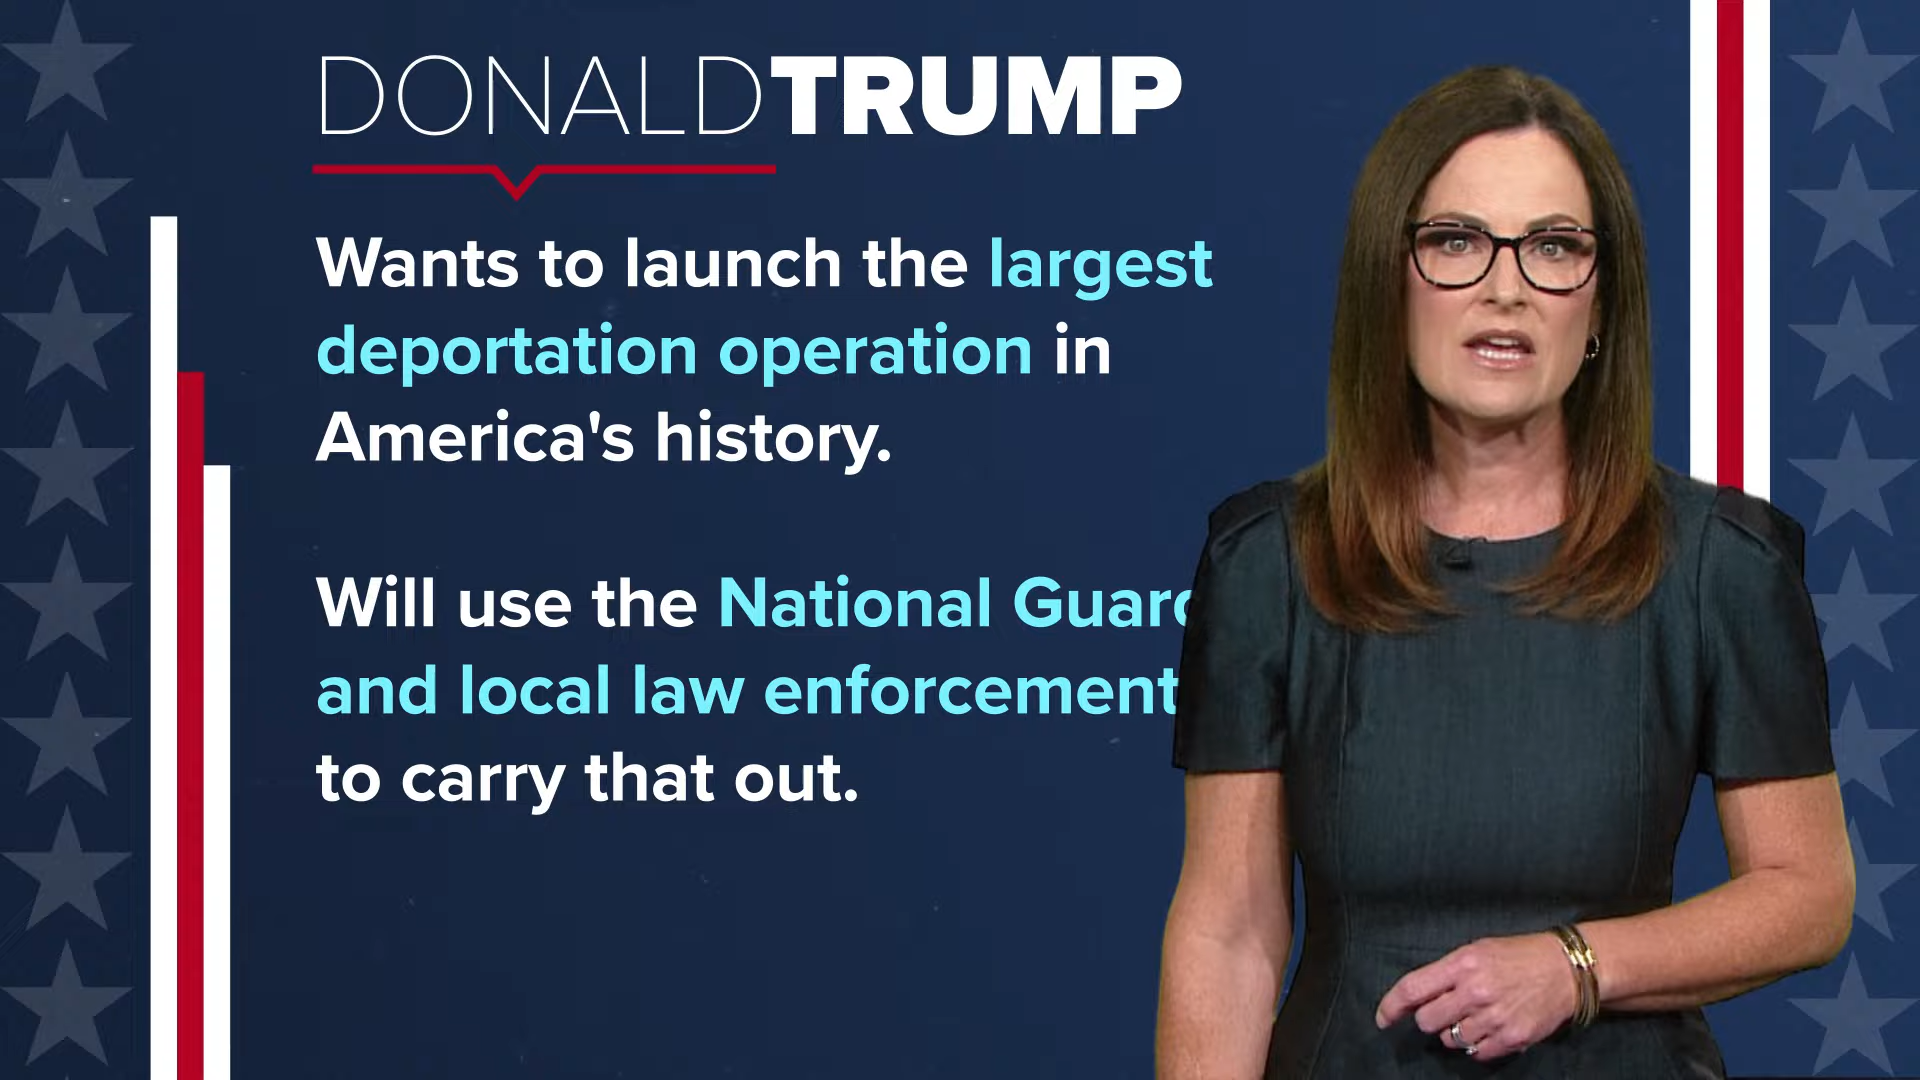 DONALDTRUMP
Wants to launch the largest
deportation operation in
America's history.
Will use the National Guard
and local law enforcement
to carry that out.